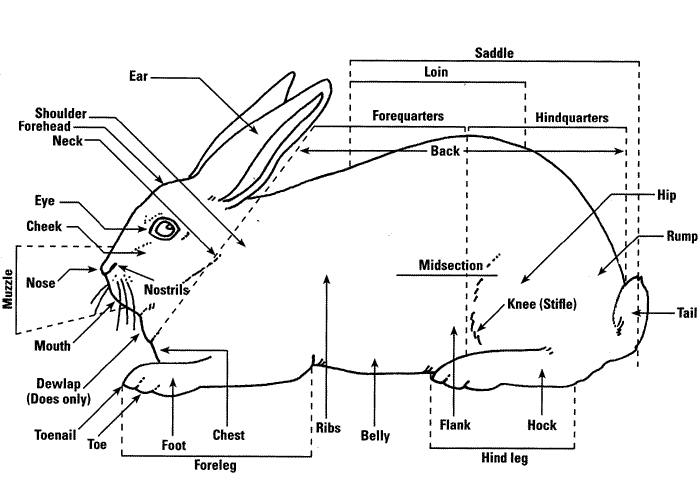 Saddle
Loin
Ear
Shoulder
Forequarters
Hindquarters
Forehead
Neck
Back
Eye
Hip
Cheek
Rump
Muzzle
Nose
Nostrils
Midsection
Knee (Stifle)
Tail
Mouth
Dewlap
(Does only)
Toenail
Toe
Foot
Chest
Ribs
Belly
Flank
Hock
Foreleg
Hind leg